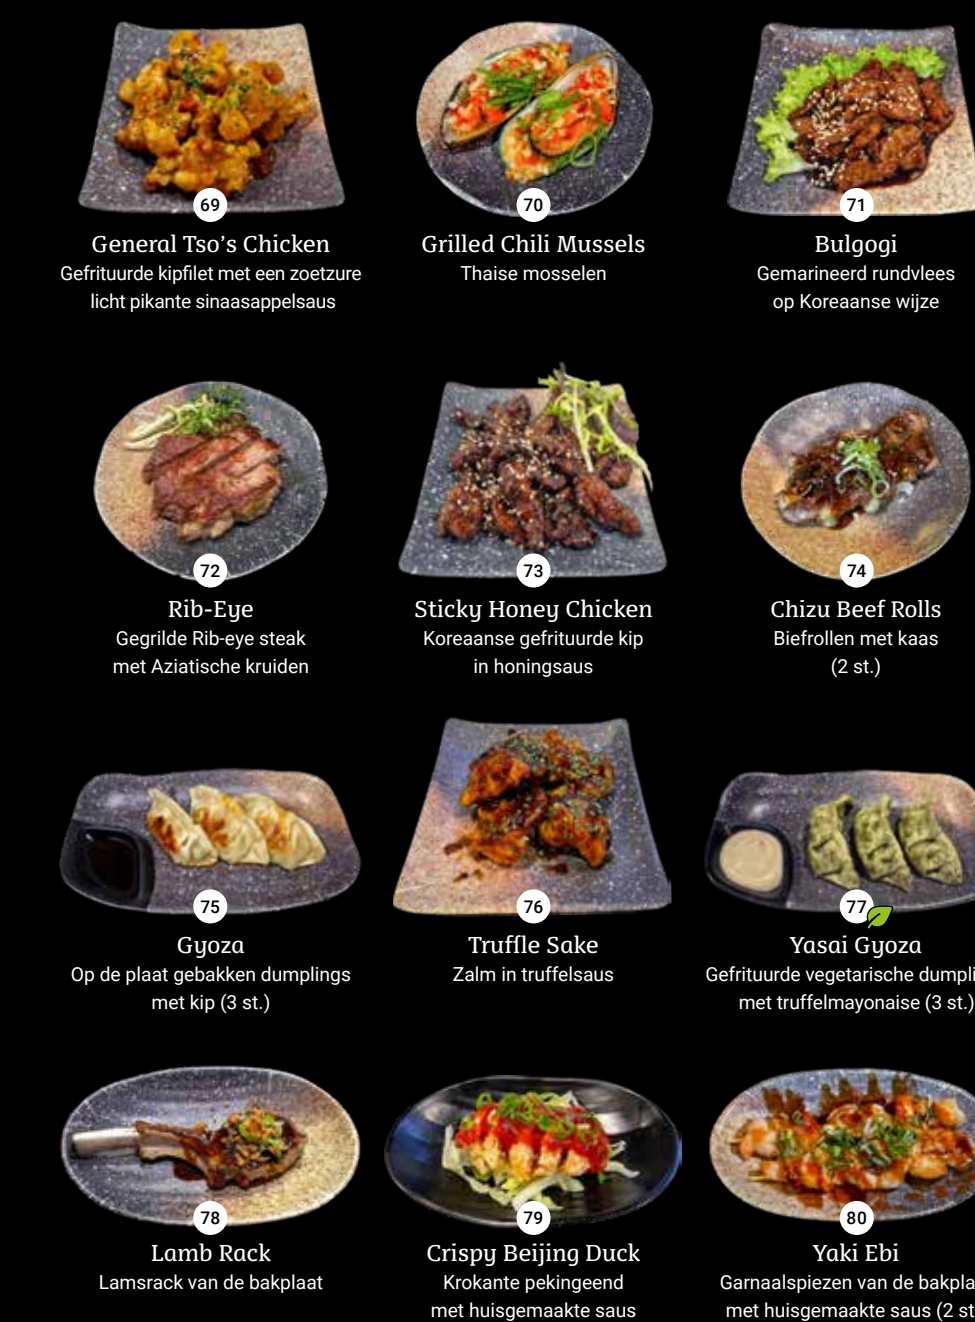 69
General Tso's Chicken
Gefrituurde kipfilet met een zoetzure
licht pikante sinaasappelsaus
70
Grilled Chili Mussels
Thaise mosselen
71
Bulgogi
Gemarineerd rundvlees
op Koreaanse wijze
72
Rib-Eye
Gegrilde Rib-eye steak
met Aziatische kruiden
73
Sticky Honey Chicken
Koreaanse gefrituurde kip
in honingsaus
74
Chizu Beef Rolls
Biefrollen met kaas
(2 st.)
75
Gyoza
Op de plaat gebakken dumplings
met kip (3 st.)
76
Truffle Sake
Zalm in truffelsaus
77
Yasai Gyoza
Gefrituurde vegetarische
met truffelmayonaise (3 st.)
78
Lamb Rack
Lamsrack van de bakplaat
79
Crispy Beijing Duck
Krokante pekingeend
met huisgemaakte saus
80
Yaki Ebi
Garnaalspiezen van de
met huisgemaakte saus (2 st